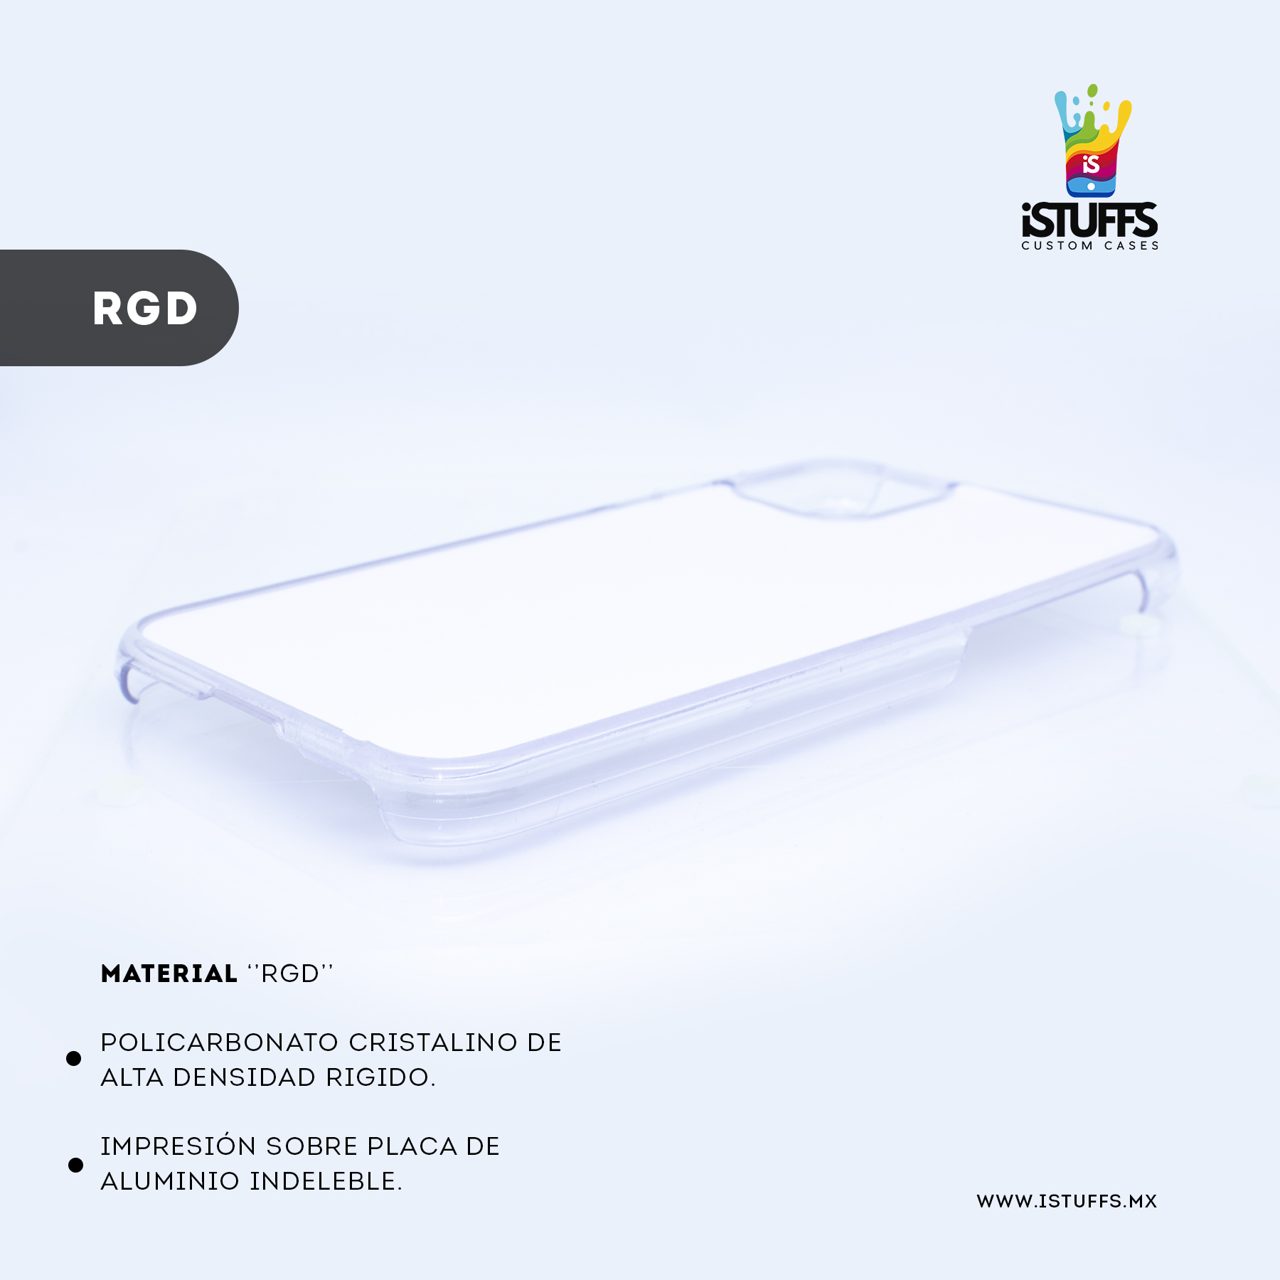 iS
iSTUFFS
CUSTOM CASES
RGD
MATERIAL ‘’RGD’’
POLICARBONATO CRISTALINO DE
ALTA DENSIDAD RIGIDO.
IMPRESIÓN SOBRE PLACA DE
ALUMINIO INDELEBLE.
WWW.ISTUFFS.MX